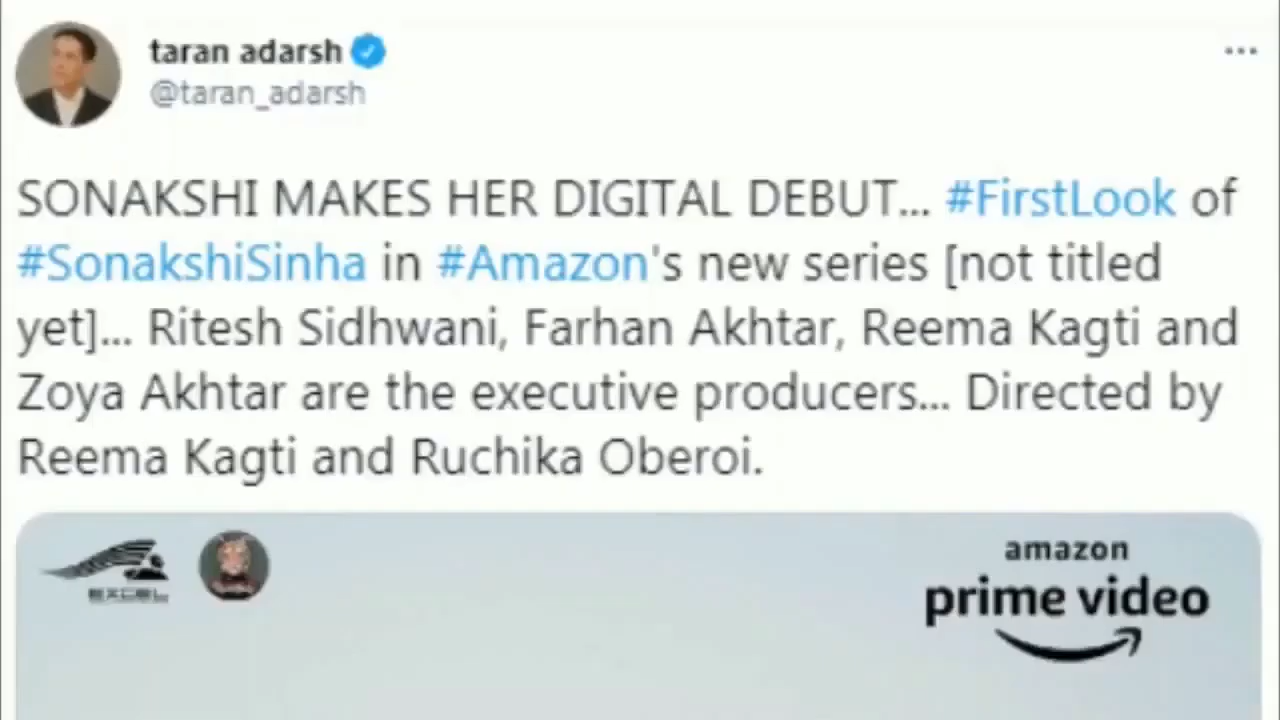 taran adarsh
@taran_adarsh
SONAKSHI MAKES HER DIGITAL DEBUT... #FirstLook of
#SonakshiSinha in #Amazon's new series [not titled
yet]... Ritesh Sidhwani, Farhan Akhtar, Reema Kagti and
Zoya Akhtar are the executive producers... Directed by
Reema Kagti and Ruchika Oberoi.
EXCEL
amazon
prime video